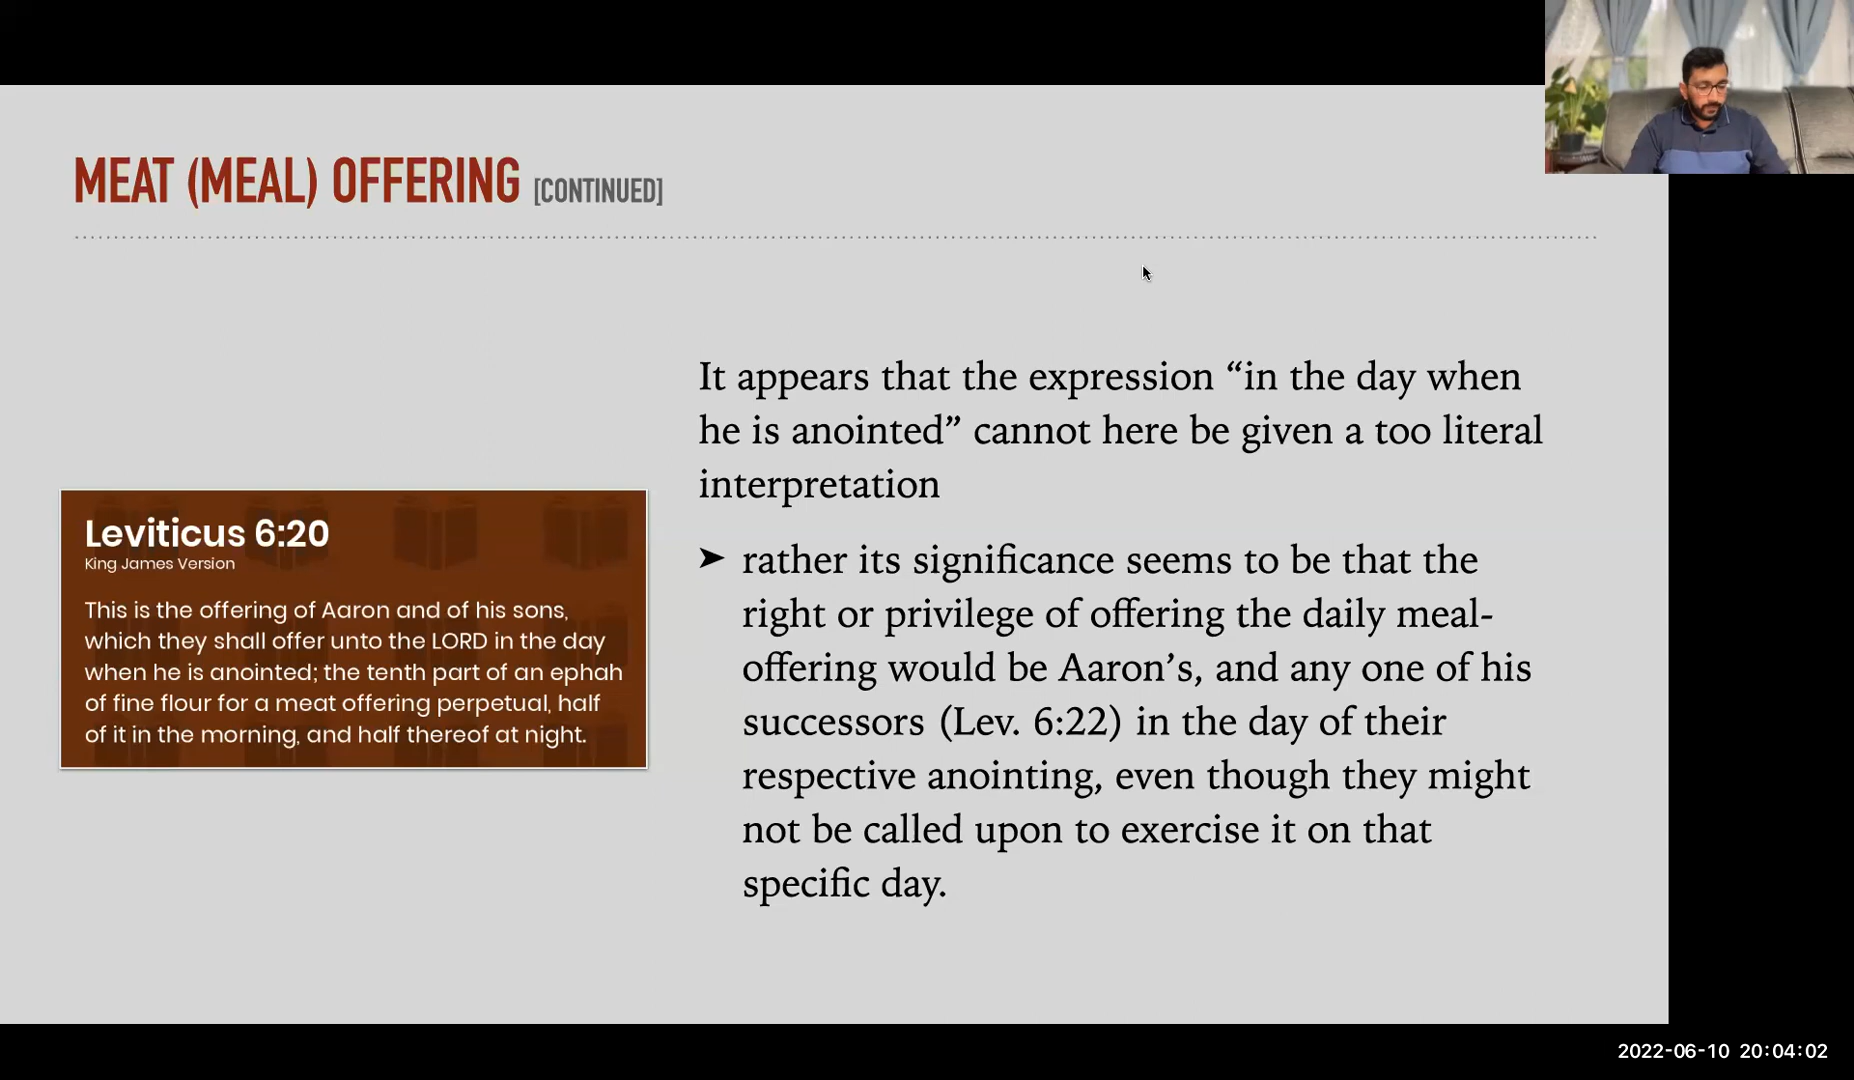 MEAT (MEAL) OFFERING [CONTINUED]
It appears that the expression “in the day when
he is anointed” cannot here be given a too literal
interpretation
➤ rather its significance seems to be that the
right or privilege of offering the daily meal-
offering would be Aaron’s, and any one of his
successors (Lev. 6:22) in the day of their
respective anointing, even though they might
not be called upon to exercise it on that
specific day.
Leviticus 6:20
King James Version
This is the offering of Aaron and of his sons,
which they shall offer unto the LORD in the day
when he is anointed; the tenth part of an ephah
of fine flour for a meat offering perpetual, half
of it in the morning, and half thereof at night.
2022-06-10 20:04:02